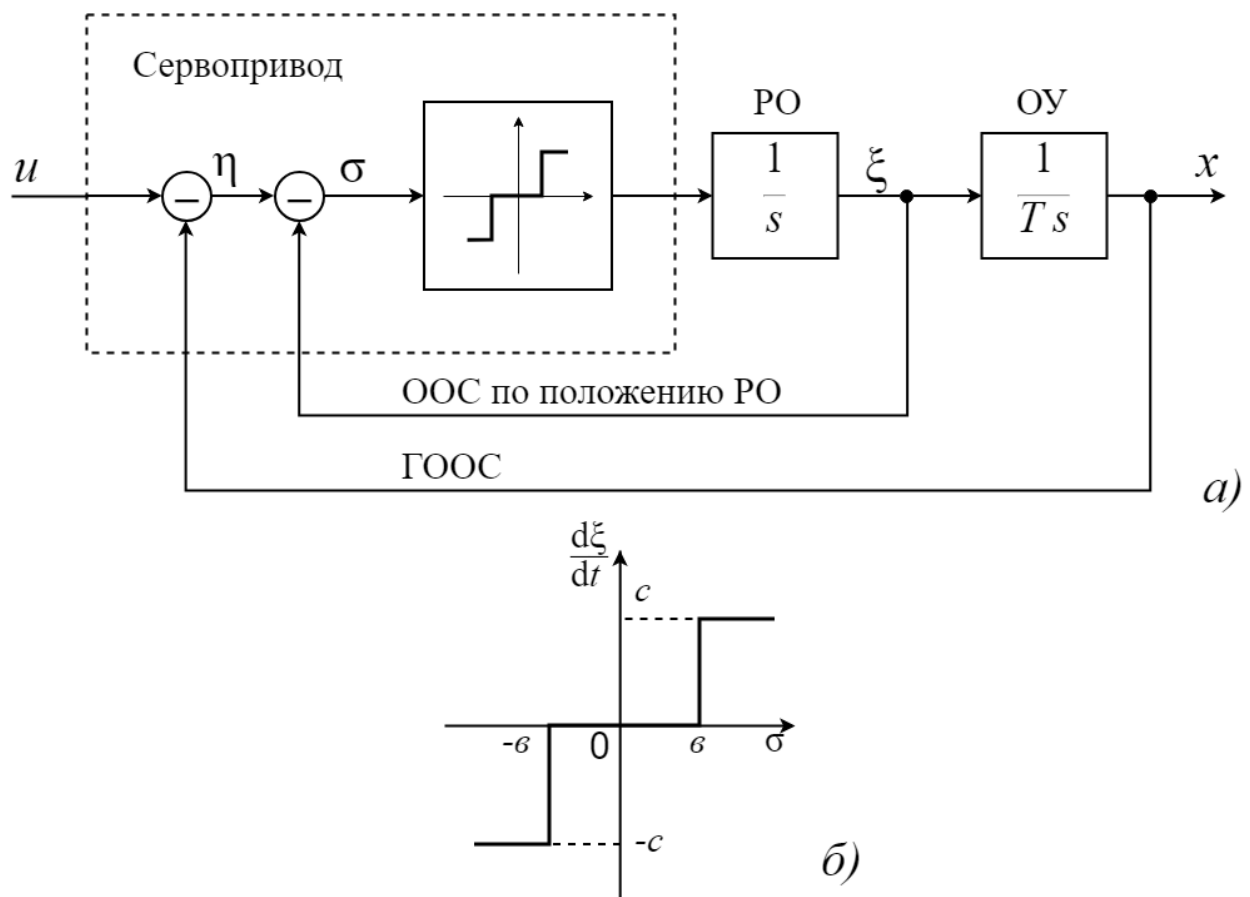 Сервопривод
РО
ОУ
u
η
σ
ξ
x
−
−
1
s
1
T s
ООС по положению РО
ГООС
а)
dξ
dt
c
-в
0
в
σ
-c
б)